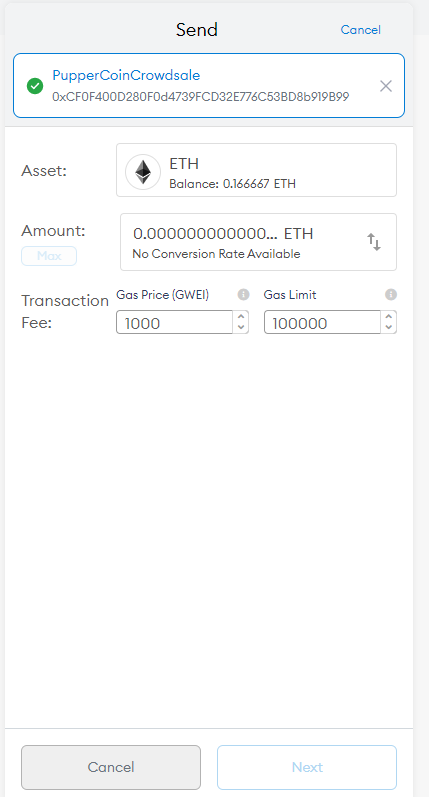 Send
Cancel
PupperCoinCrowdsale
0xCF0F400D280F0d4739FCD32E776C53BD8b919B99
Asset:
ETH
Balance: 0.166667 ETH
Amount:
Max
0.000000000000... ETH
No Conversion Rate Available
Transaction Fee:
Gas Price (GWEI)
Gas Limit
1000
100000
Cancel
Next